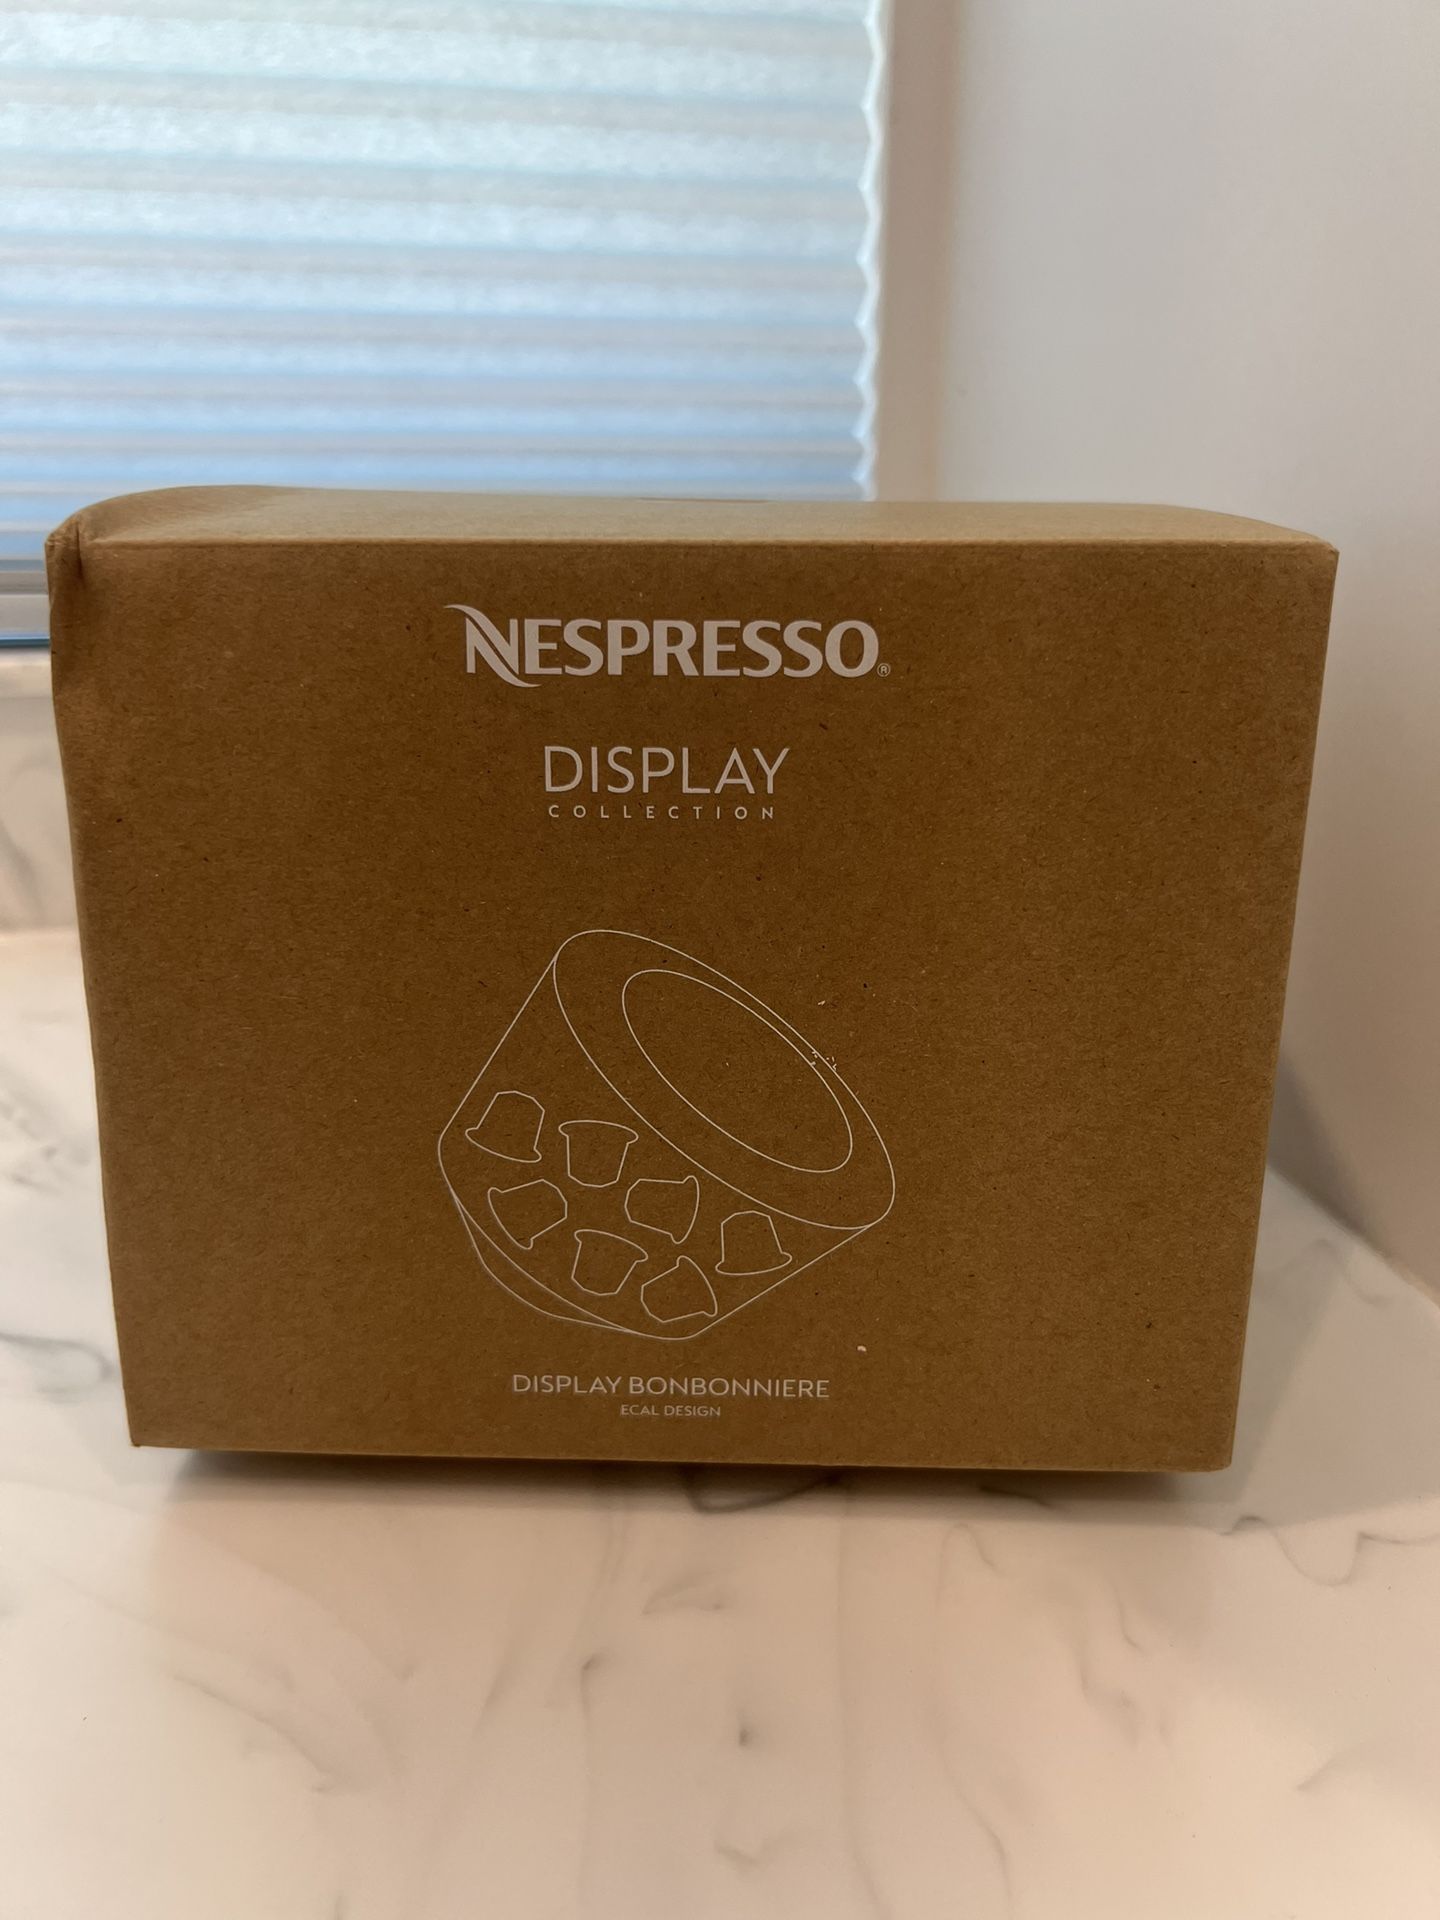 NESPRESSO®
DISPLAY
COLLECTION
DISPLAY BONBONNIERE
ECAL DESIGN